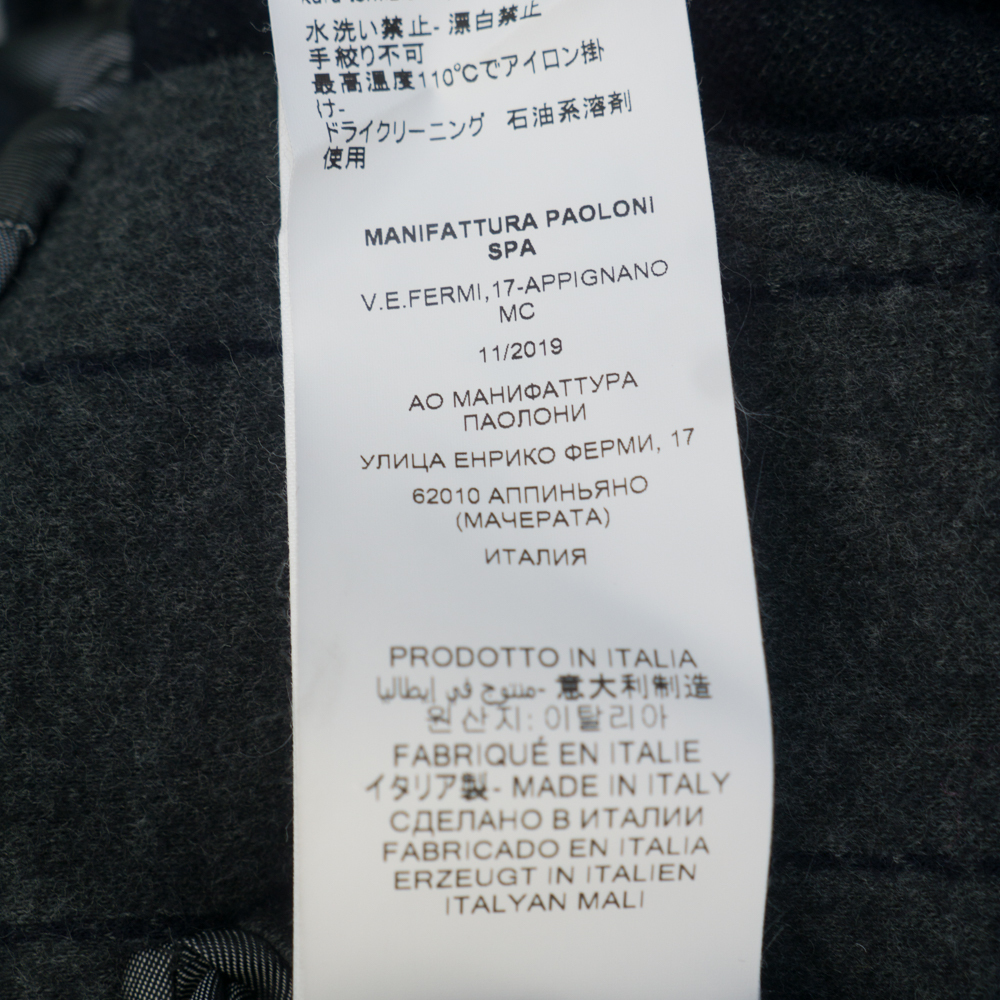 水洗い禁止- 漂白禁止
手絞り不可
最高温度110℃でアイロン掛
け-
ドライクリーニング 石油系溶剤
使用
MANIFATTURA PAOLONI
SPA
V.E.FERMI,17-APPIGNANO
MC
11/2019
АО МАНИФАТТУРА
ПАОЛОНИ
УЛИЦА ЕНРИКО ФЕРМИ, 17
62010 АППИНЬЯНО
(МАЧЕРАТА)
ИТАЛИЯ
PRODOTTO IN ITALIA
منتوج في إيطاليا- 意大利制造
원산지: 이탈리아
FABRIQUÉ EN ITALIE
イタリア製- MADE IN ITALY
СДЕЛАНО В ИТАЛИИ
FABRICADO EN ITALIA
ERZEUGT IN ITALIEN
ITALYAN MALI